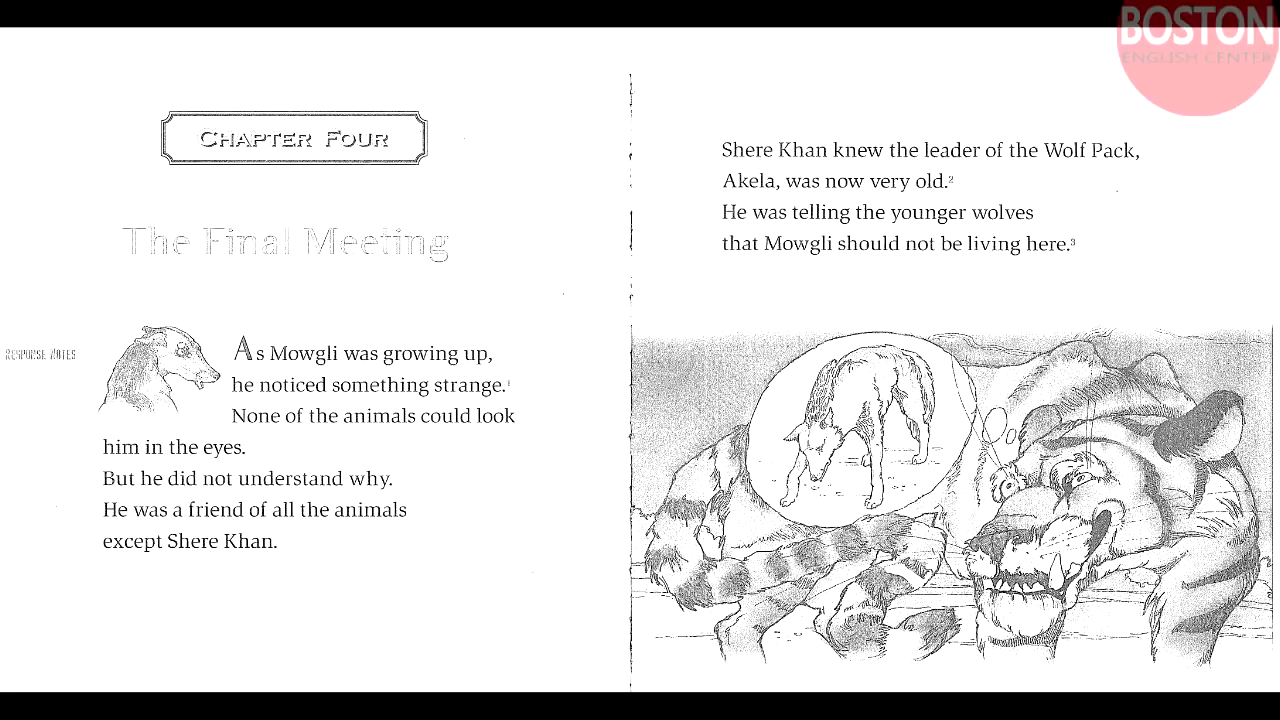 BOSTON
ENGLISH CENTER
CHAPTER FOUR
The Final Meeting
RESPONSE NOTES
As Mowgli was growing up,
he noticed something strange.¹
None of the animals could look
him in the eyes.
But he did not understand why.
He was a friend of all the animals
except Shere Khan.
Shere Khan knew the leader of the Wolf Pack,
Akela, was now very old.²
He was telling the younger wolves
that Mowgli should not be living here.³